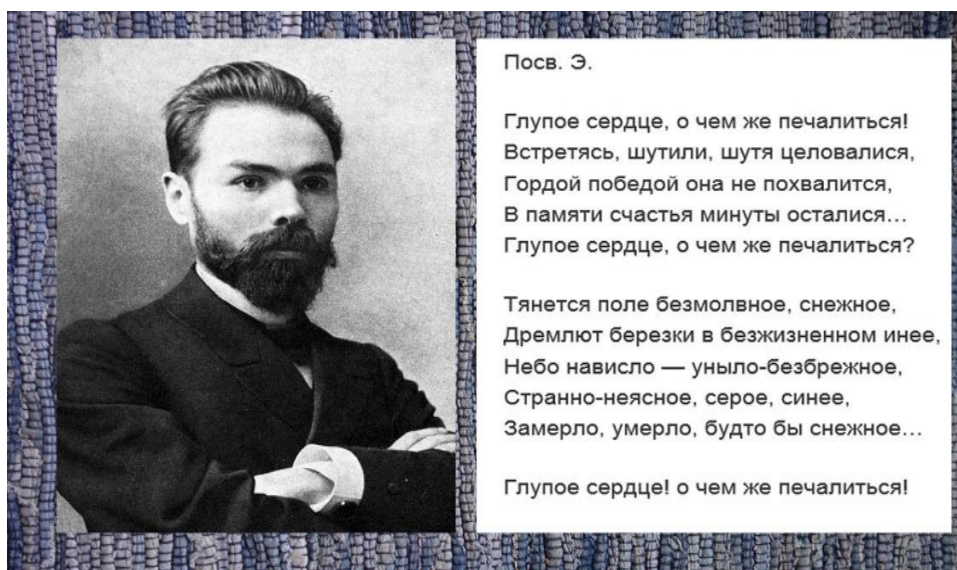 Посв. Э.
Глупое сердце, о чем же печалиться!
Встретясь, шутили, шутя целовалися,
Гордой победой она не похвалится,
В памяти счастья минуты осталися...
Глупое сердце, о чем же печалиться?
Тянется поле безмолвное, снежное,
Дремлют березки в безжизненном инее,
Небо нависло — уныло-безбрежное,
Странно-неясное, серое, синее,
Замерло, умерло, будто бы снежное...
Глупое сердце! о чем же печалиться!